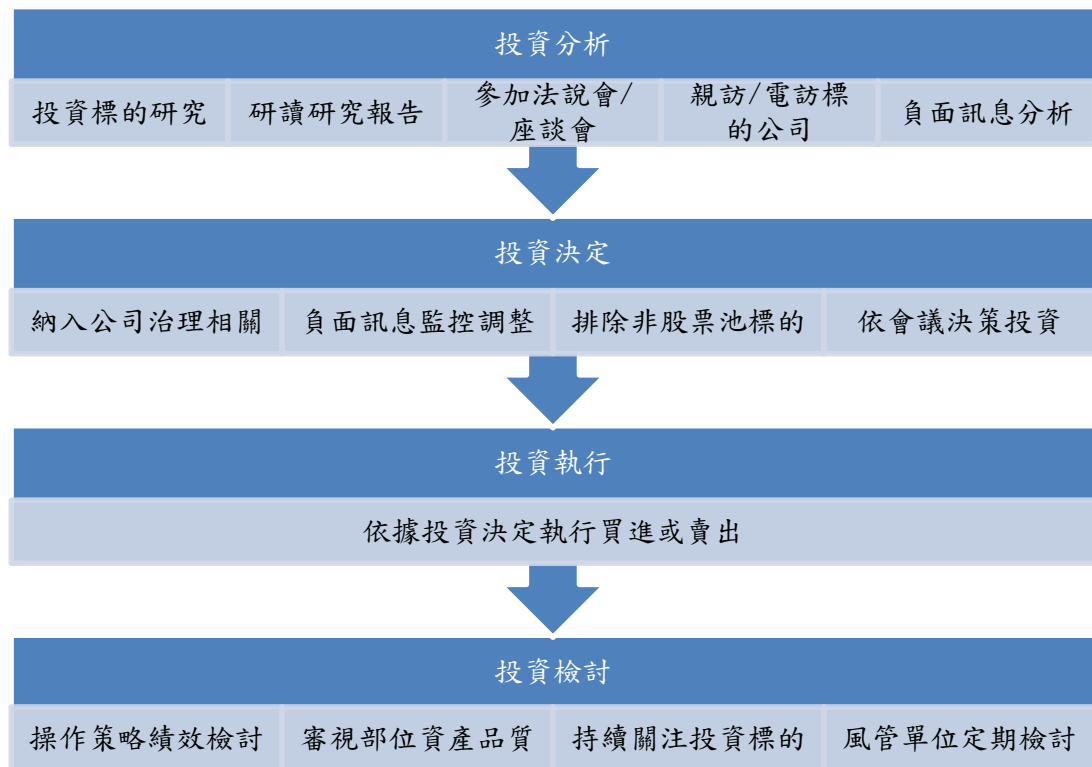 投資分析
投資標的研究
研讀研究報告
參加法說會/
座談會
親訪/電訪標
的公司
負面訊息分析
投資決定
納入公司治理相關
負面訊息監控調整
排除非股票池標的
依會議決策投資
投資執行
依據投資決定執行買進或賣出
投資檢討
操作策略績效檢討
審視部位資產品質
持續關注投資標的
風管單位定期檢討